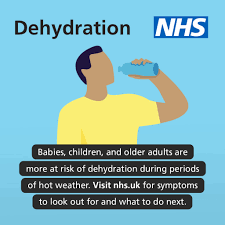 Dehydration
NHS
Babies, children, and older adults are
more at risk of dehydration during periods
of hot weather. Visit nhs.uk for symptoms
to look out for and what to do next.